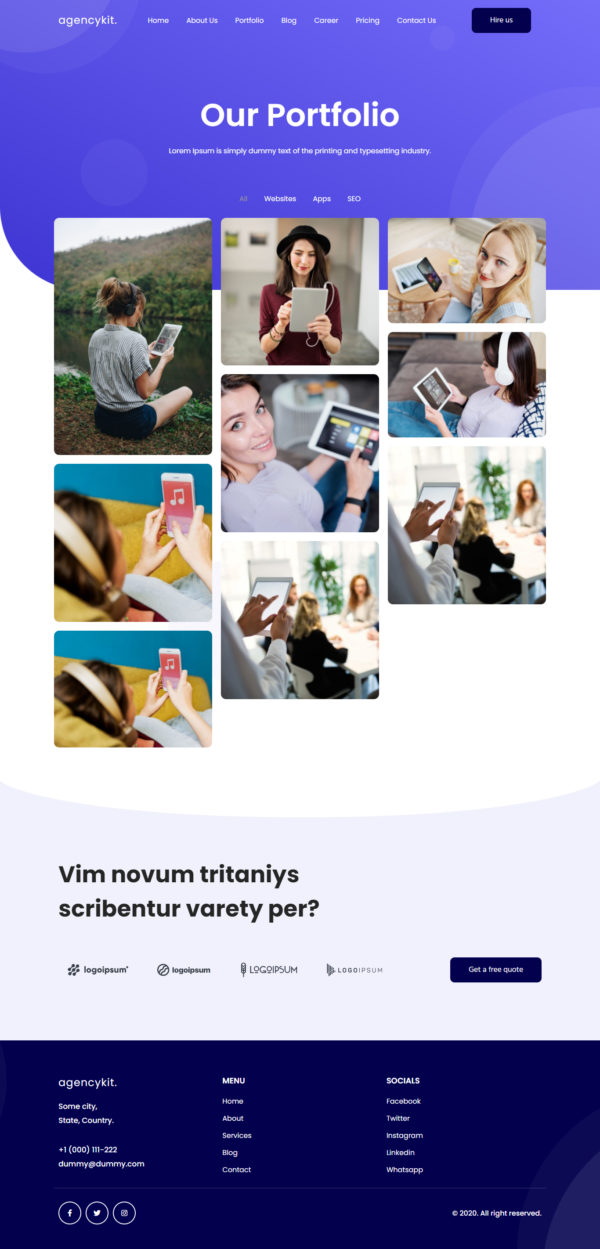 agencykit.
Home About Us Portfolio Blog Career Pricing Contact Us
Hire us
Our Portfolio
Lorem Ipsum is simply dummy text of the printing and typesetting industry.
All Websites Apps SEO
Vim novum tritaniys
scribentur varety per?
logoipsum logoipsum LOGOIPSUM LOGOIPSUM
Get a free quote
agencykit.
Some city,
State, Country.
+1 (000) 111-222
dummy@dummy.com
MENU
Home
About
Services
Blog
Contact
SOCIALS
Facebook
Twitter
Instagram
Linkedin
Whatsapp
© 2020. All right reserved.